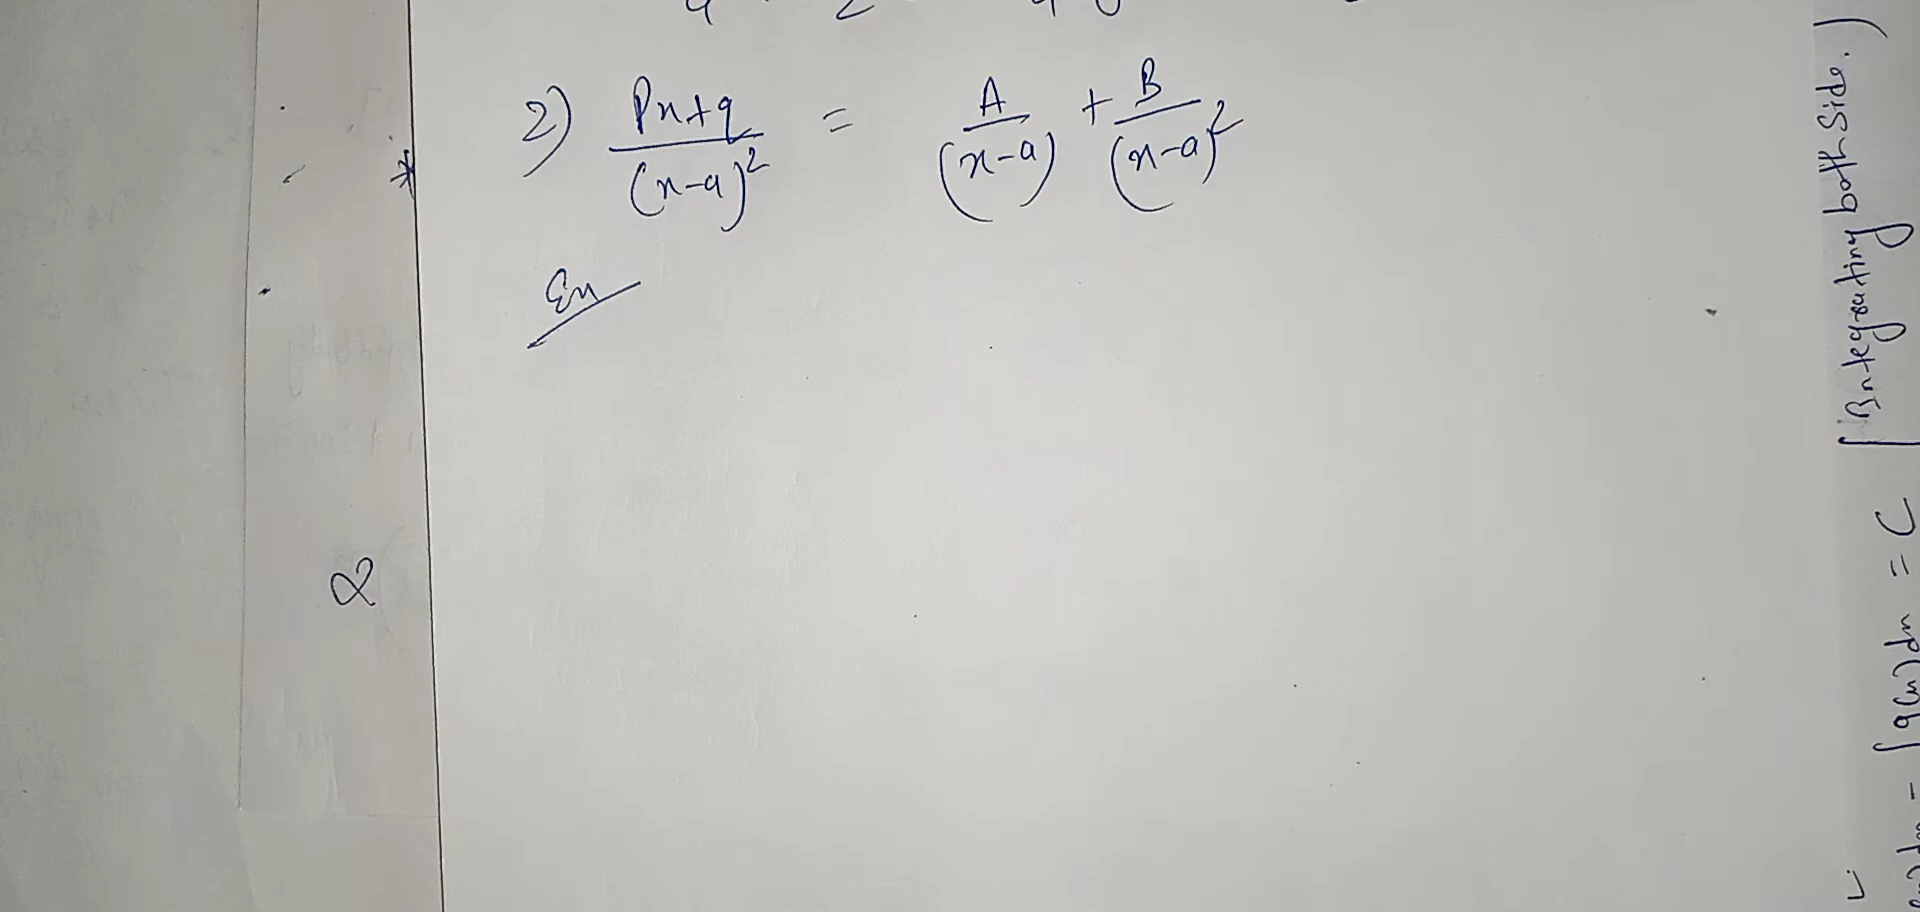 2) Px+q/(x-a)² = A/(x-a) + B/(x-a)²
Ex
Q
(Integrating both Side.)
∫q(x)dx = C